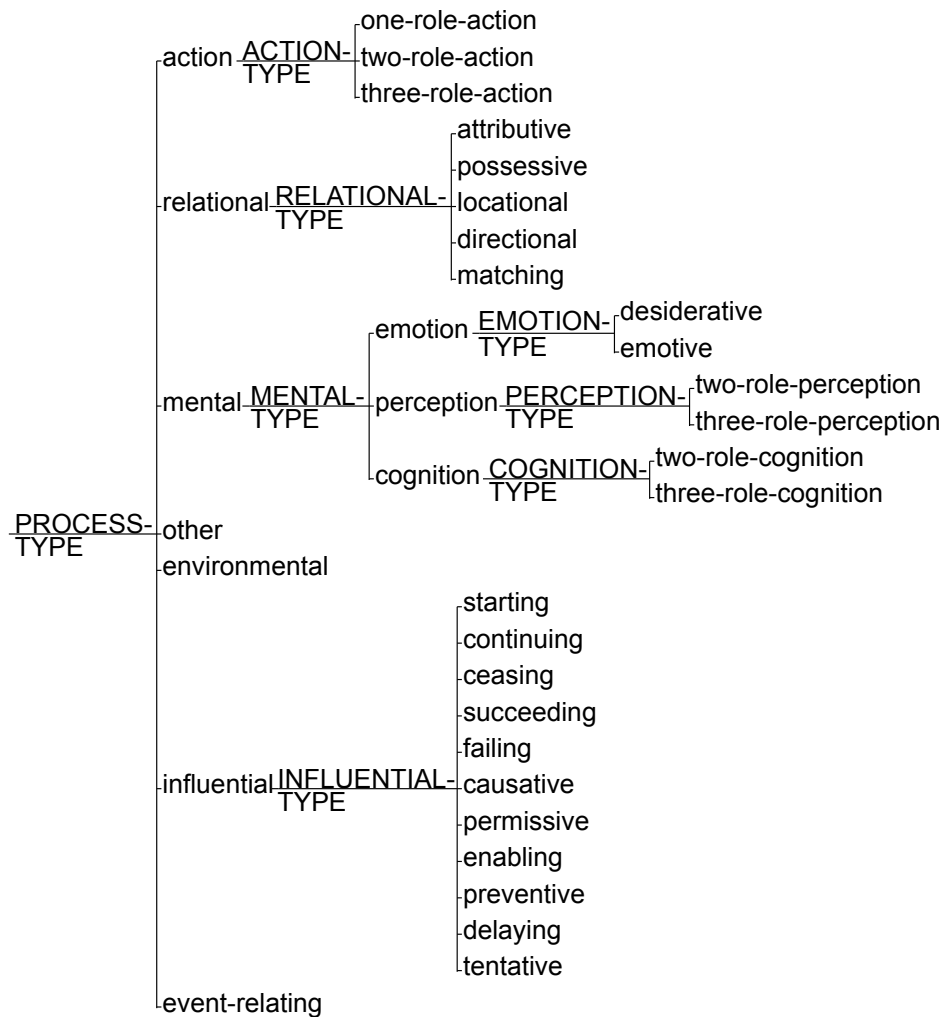 one-role-action
action ACTION-
TYPE
two-role-action
three-role-action
attributive
possessive
relational RELATIONAL-
TYPE
locational
directional
matching
emotion EMOTION-
TYPE
desiderative
emotive
mental MENTAL-
TYPE
perception PERCEPTION-
TYPE
two-role-perception
three-role-perception
cognition COGNITION-
TYPE
two-role-cognition
three-role-cognition
PROCESS-
TYPE
other
environmental
starting
continuing
ceasing
succeeding
failing
influential INFLUENTIAL-
TYPE
causative
permissive
enabling
preventive
delaying
tentative
event-relating